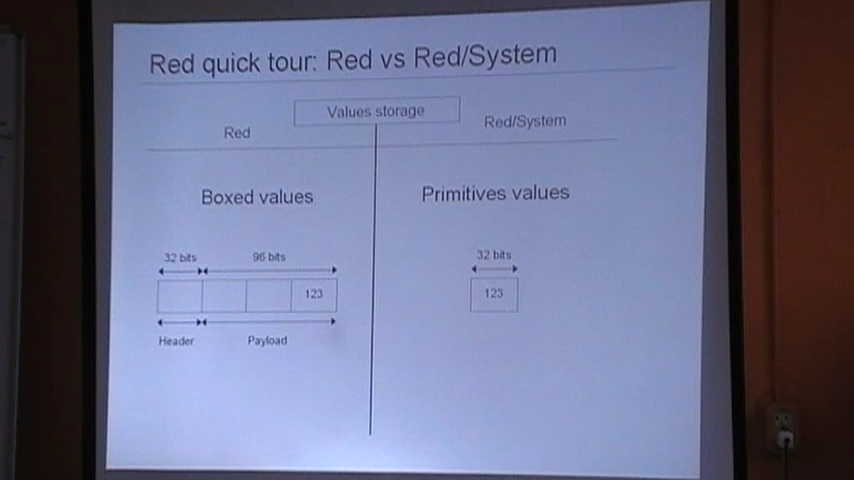 Red quick tour: Red vs Red/System
Values storage
Red
Red/System
Boxed values
Primitives values
32 bits
96 bits
32 bits
123
123
Header
Payload